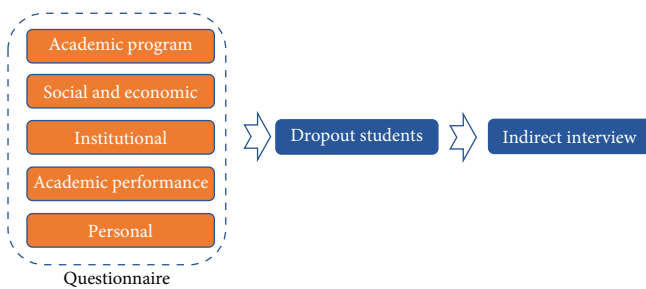 Academic program
Social and economic
Institutional
Academic performance
Personal
Questionnaire
Dropout students
Indirect interview